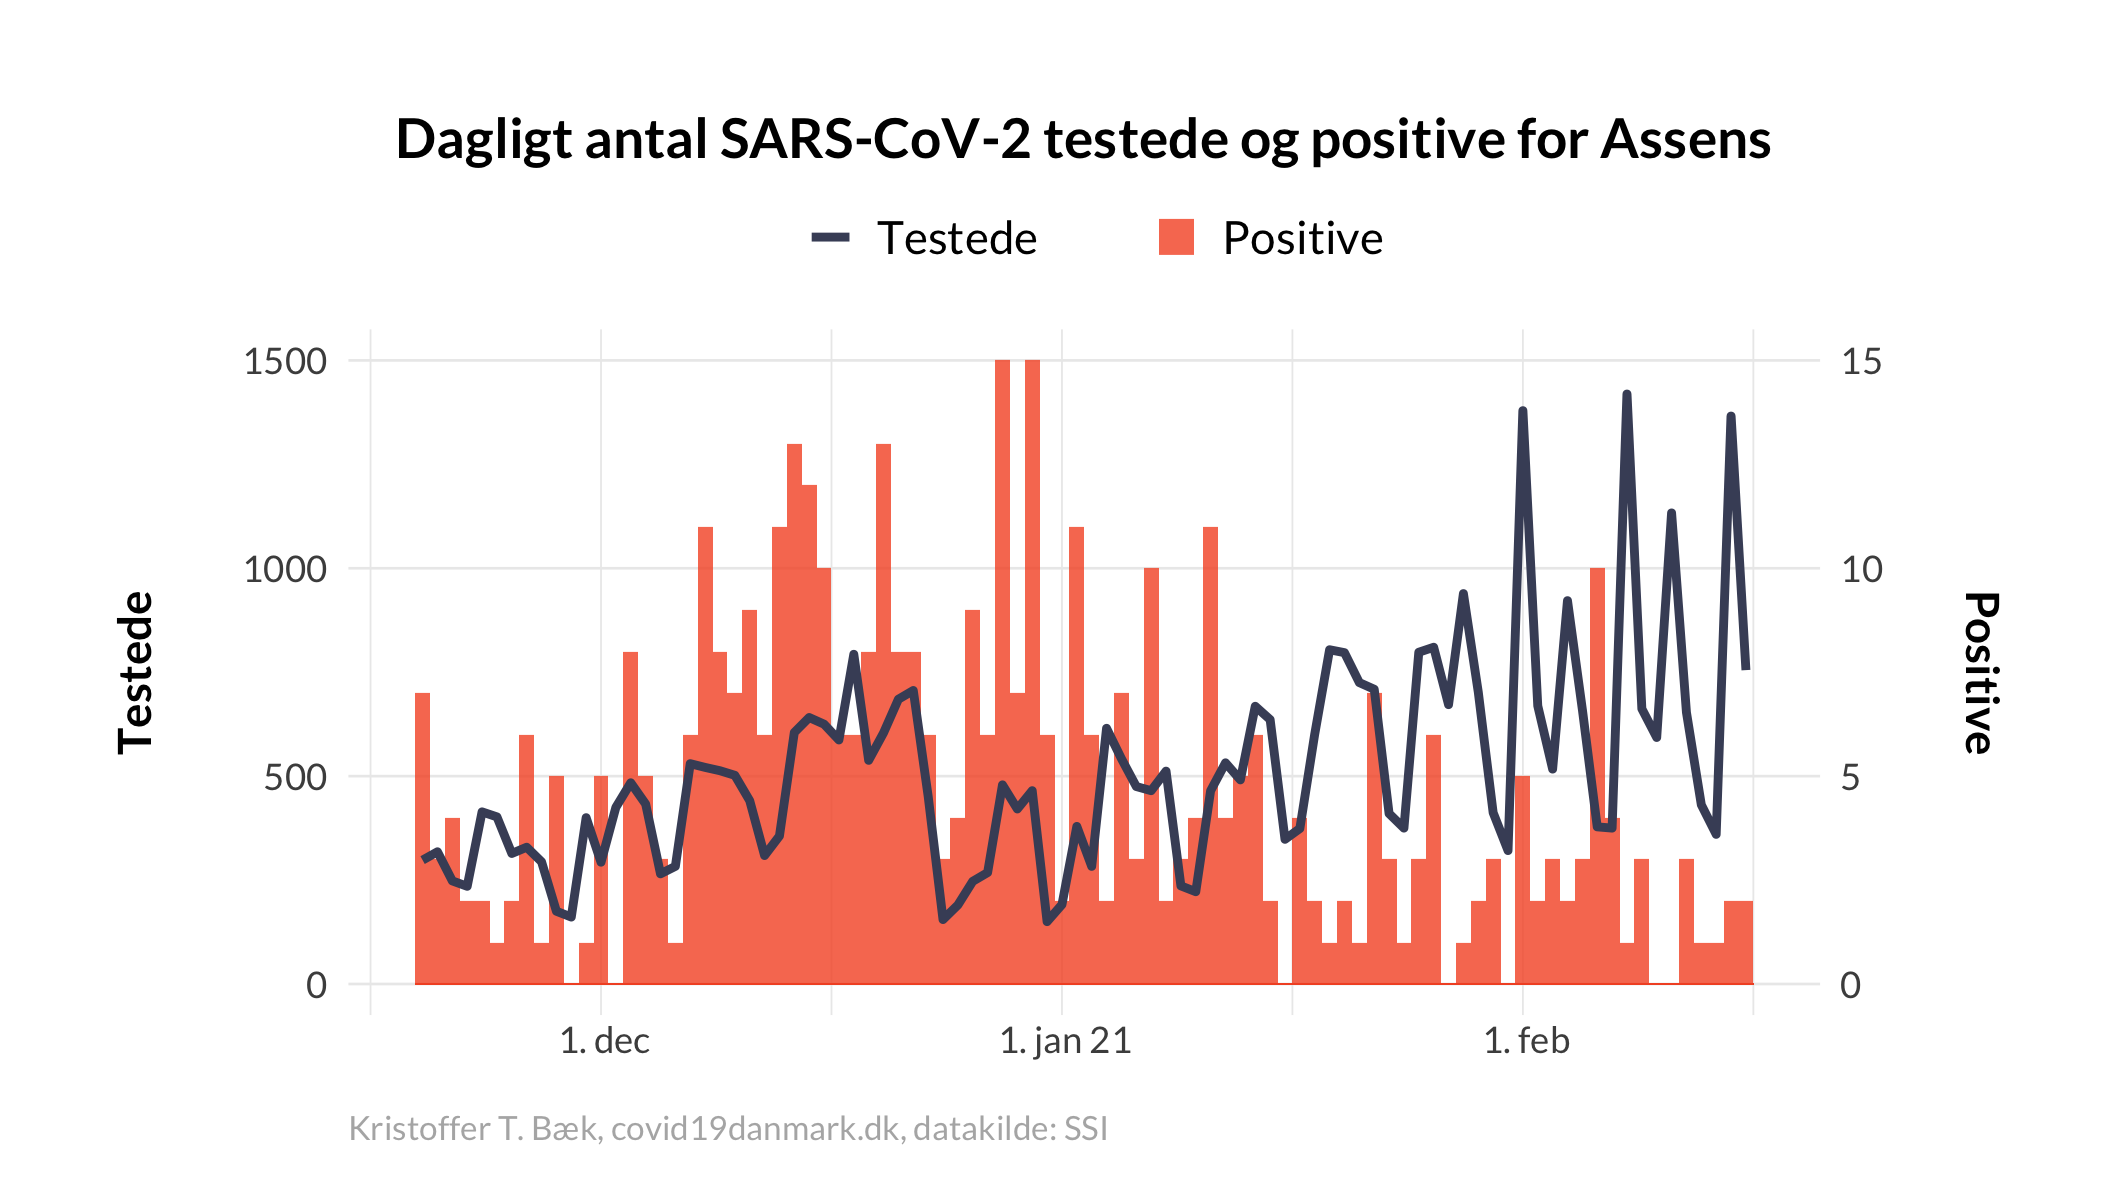 Dagligt antal SARS-CoV-2 testede og positive for Assens
Testede
Positive
1500
1000
500
0
15
10
5
0
Testede
Positive
1. dec
1. jan 21
1. feb
Kristoffer T. Bæk, covid19danmark.dk, datakilde: SSI